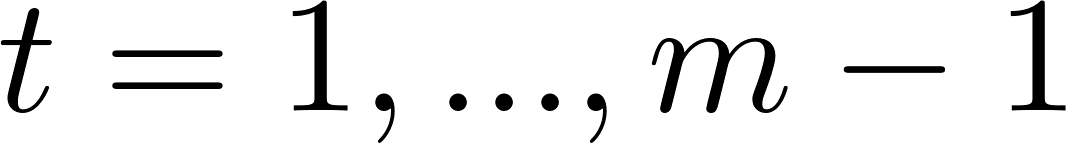 t = 1, ..., m − 1